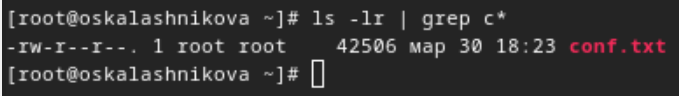 [root@oskalashnikova ~]# ls -lr | grep c*
-rw-r--r--. 1 root root    42506 мар 30 18:23 conf.txt
[root@oskalashnikova ~]#